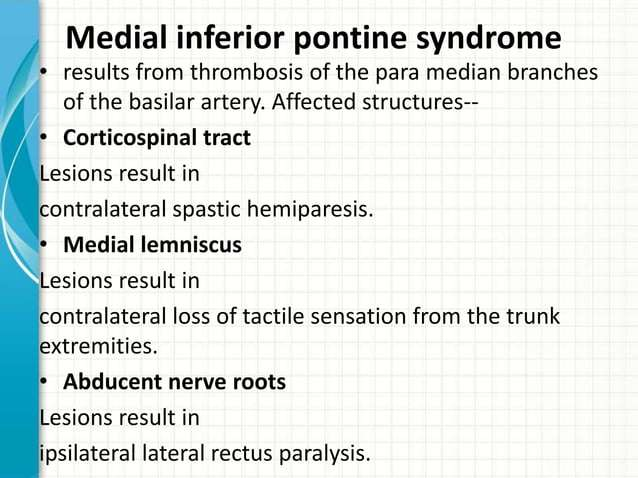 Medial inferior pontine syndrome
• results from thrombosis of the para median branches
of the basilar artery. Affected structures--
• Corticospinal tract
Lesions result in
contralateral spastic hemiparesis.
• Medial lemniscus
Lesions result in
contralateral loss of tactile sensation from the trunk
extremities.
• Abducent nerve roots
Lesions result in
ipsilateral lateral rectus paralysis.